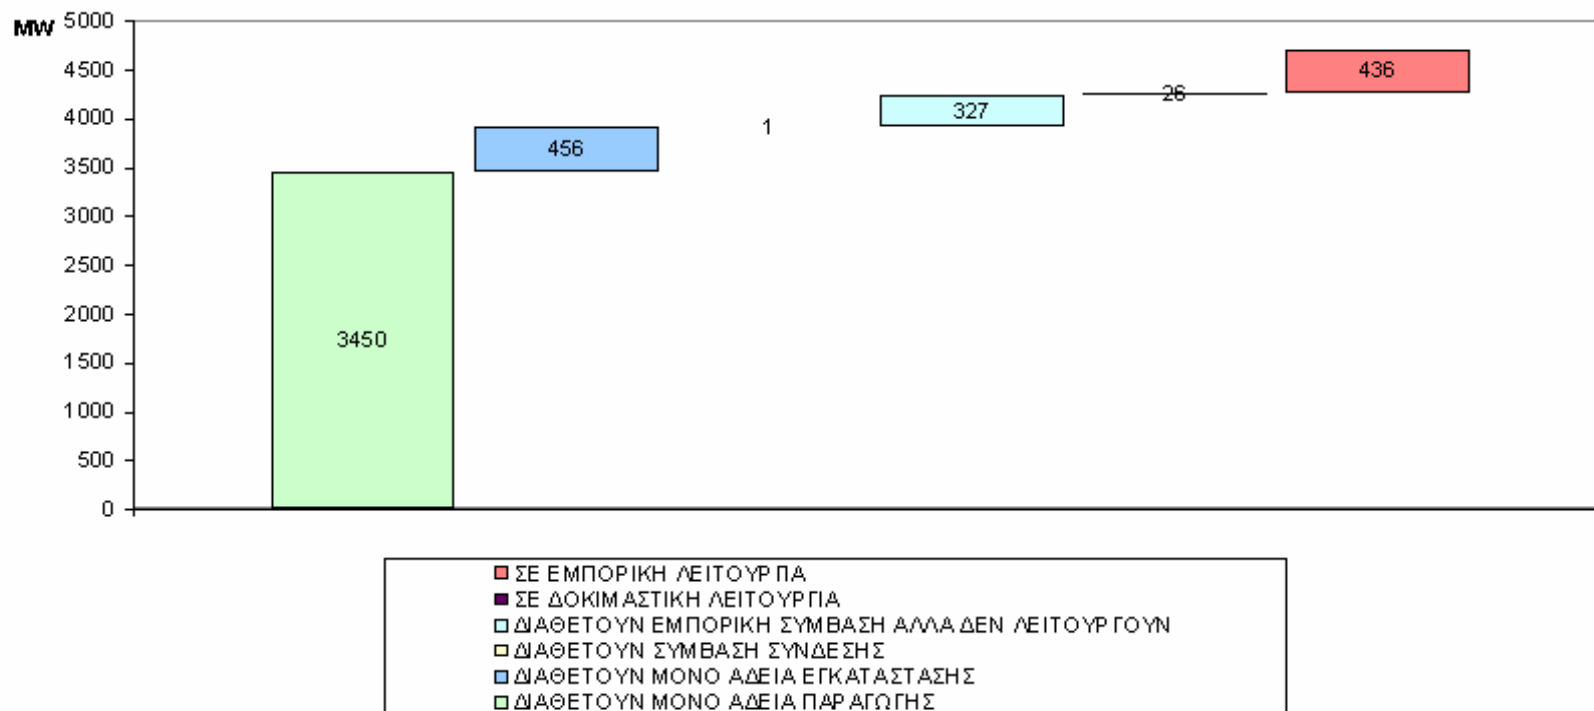 MW
5000
4500
4000
3500
3000
2500
2000
1500
1000
500
0
3450
456
1
327
26
436
ΣΕ ΕΜΠΟΡΙΚΗ ΛΕΙΤΟΥΡΓΙΑ
ΣΕ ΔΟΚΙΜΑΣΤΙΚΗ ΛΕΙΤΟΥΡΓΙΑ
ΔΙΑΘΕΤΟΥΝ ΕΜΠΟΡΙΚΗ ΣΥΜΒΑΣΗ ΑΛΛΑ ΔΕΝ ΛΕΙΤΟΥΡΓΟΥΝ
ΔΙΑΘΕΤΟΥΝ ΣΥΜΒΑΣΗ ΣΥΝΔΕΣΗΣ
ΔΙΑΘΕΤΟΥΝ ΜΟΝΟ ΑΔΕΙΑ ΕΓΚΑΤΑΣΤΑΣΗΣ
ΔΙΑΘΕΤΟΥΝ ΜΟΝΟ ΑΔΕΙΑ ΠΑΡΑΓΩΓΗΣ